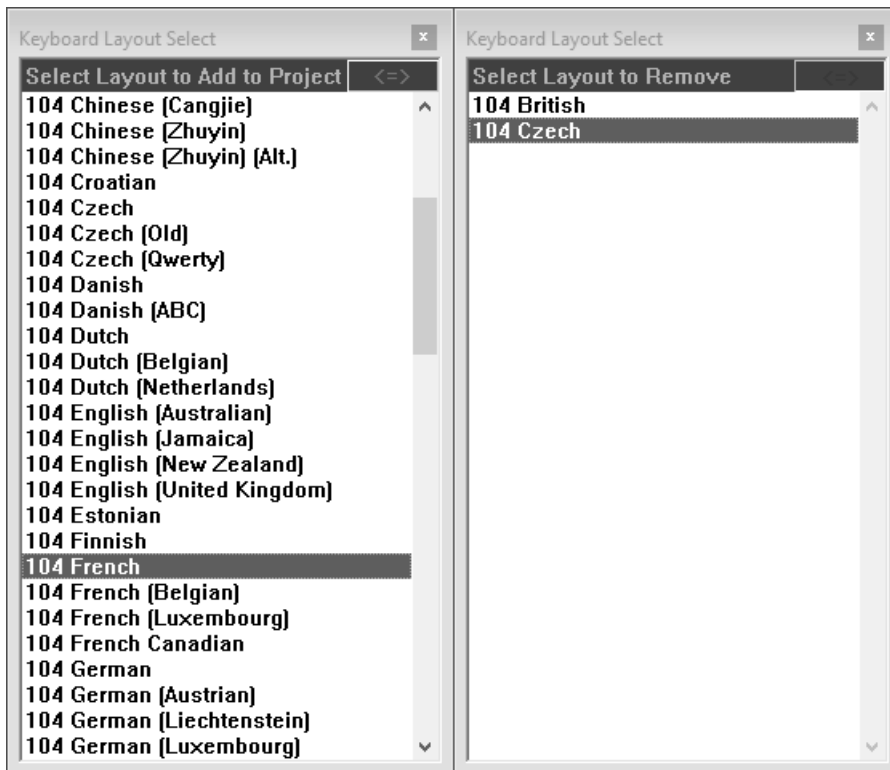 Keyboard Layout Select
x
Select Layout to Add to Project
<=>
104 Chinese (Cangjie)
104 Chinese (Zhuyin)
104 Chinese (Zhuyin) (Alt.)
104 Croatian
104 Czech
104 Czech (Old)
104 Czech (Qwerty)
104 Danish
104 Danish (ABC)
104 Dutch
104 Dutch (Belgian)
104 Dutch (Netherlands)
104 English (Australian)
104 English (Jamaica)
104 English (New Zealand)
104 English (United Kingdom)
104 Estonian
104 Finnish
104 French
104 French (Belgian)
104 French (Luxembourg)
104 French Canadian
104 German
104 German (Austrian)
104 German (Liechtenstein)
104 German (Luxembourg)
Keyboard Layout Select
x
Select Layout to Remove
<=>
104 British
104 Czech